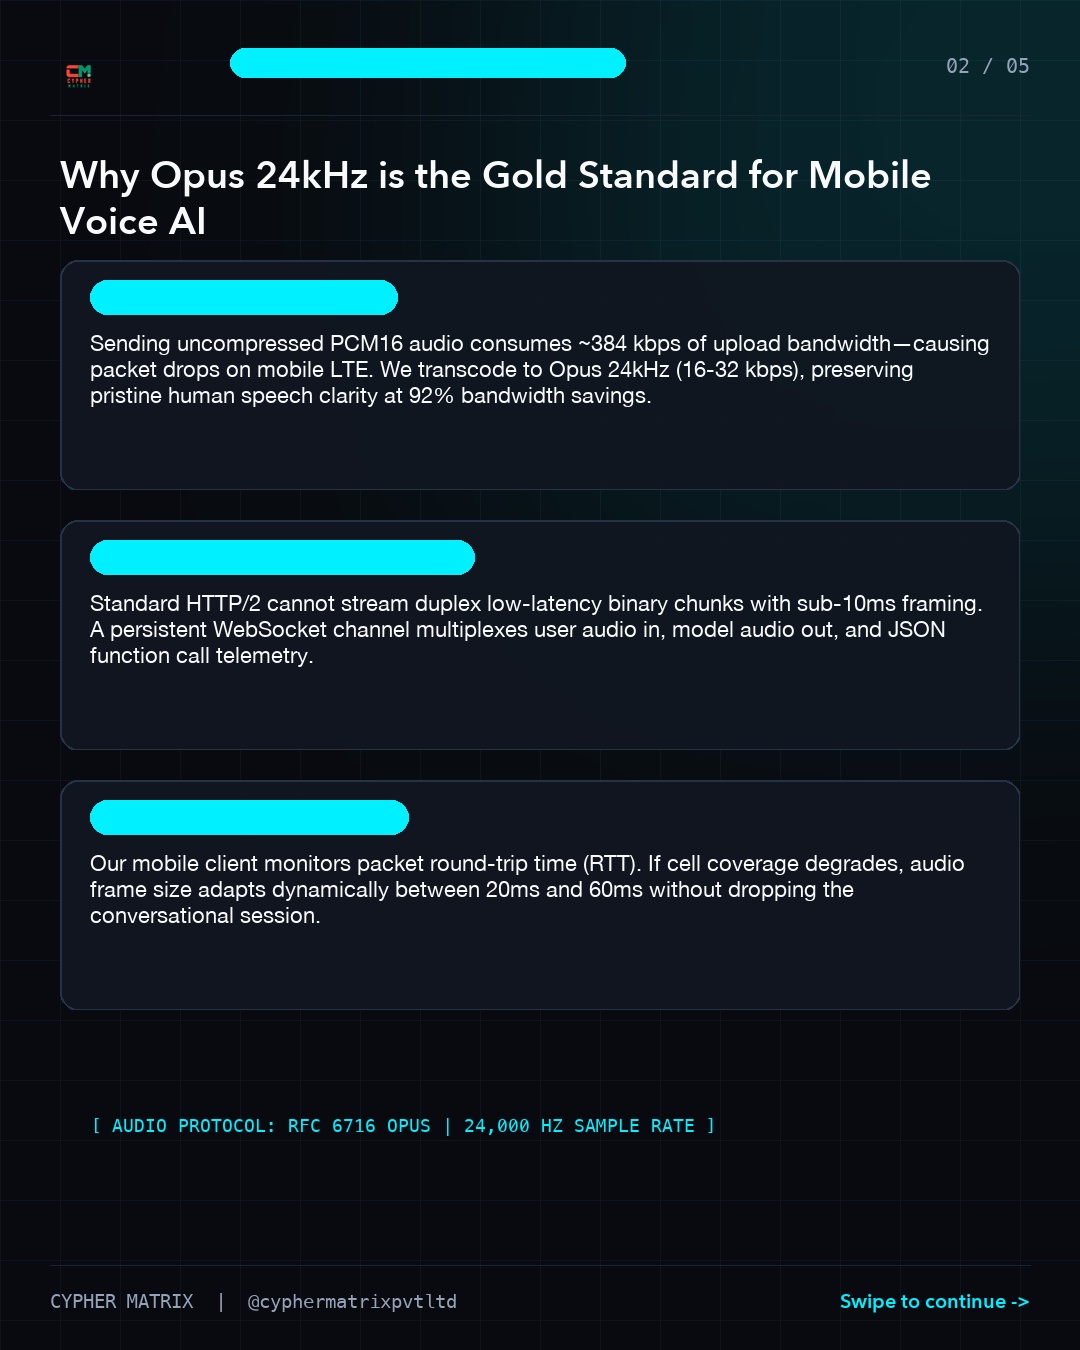 CM
CYPHER
MATRIX
02 / 05
Why Opus 24kHz is the Gold Standard for Mobile
Voice AI
Sending uncompressed PCM16 audio consumes ~384 kbps of upload bandwidth—causing
packet drops on mobile LTE. We transcode to Opus 24kHz (16-32 kbps), preserving
pristine human speech clarity at 92% bandwidth savings.
Standard HTTP/2 cannot stream duplex low-latency binary chunks with sub-10ms framing.
A persistent WebSocket channel multiplexes user audio in, model audio out, and JSON
function call telemetry.
Our mobile client monitors packet round-trip time (RTT). If cell coverage degrades, audio
frame size adapts dynamically between 20ms and 60ms without dropping the
conversational session.
[ AUDIO PROTOCOL: RFC 6716 OPUS | 24,000 HZ SAMPLE RATE ]
CYPHER MATRIX | @cyphermatrixpvtltd
Swipe to continue ->